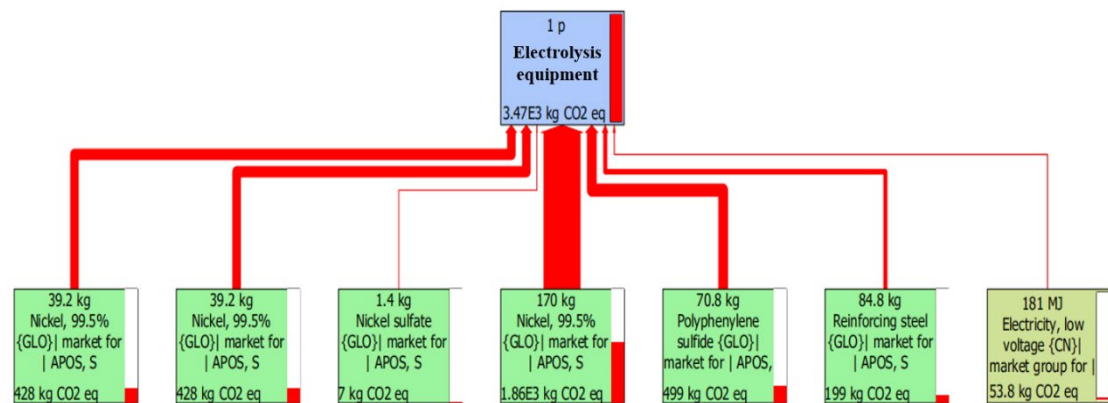 1 p
Electrolysis
equipment
3.47E3 kg CO2 eq
39.2 kg
Nickel, 99.5%
{GLO}| market for
| APOS, S
428 kg CO2 eq
39.2 kg
Nickel, 99.5%
{GLO}| market for
| APOS, S
428 kg CO2 eq
1.4 kg
Nickel sulfate
{GLO}| market for
| APOS, S
7 kg CO2 eq
170 kg
Nickel, 99.5%
{GLO}| market for
| APOS, S
1.86E3 kg CO2 eq
70.8 kg
Polyphenylene
sulfide {GLO}|
market for | APOS,
499 kg CO2 eq
84.8 kg
Reinforcing steel
{GLO}| market for
| APOS, S
199 kg CO2 eq
181 MJ
Electricity, low
voltage {CN}|
market group for |
53.8 kg CO2 eq